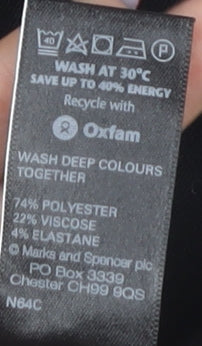 40 P
WASH AT 30°C
SAVE UP TO 40% ENERGY
Recycle with
Oxfam
WASH DEEP COLOURS
TOGETHER
74% POLYESTER
22% VISCOSE
4% ELASTANE
© Marks and Spencer plc
PO Box 3339
Chester CH99 9QS
N64C